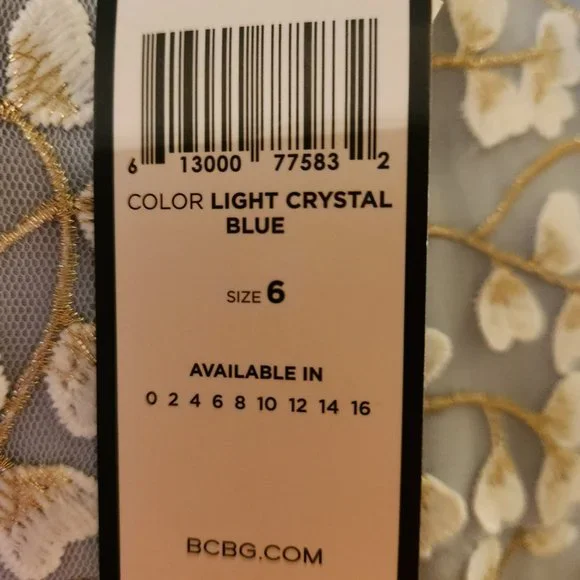 6 13000 77583 2
COLOR LIGHT CRYSTAL
BLUE
SIZE 6
AVAILABLE IN
0 2 4 6 8 10 12 14 16
BCBG.COM